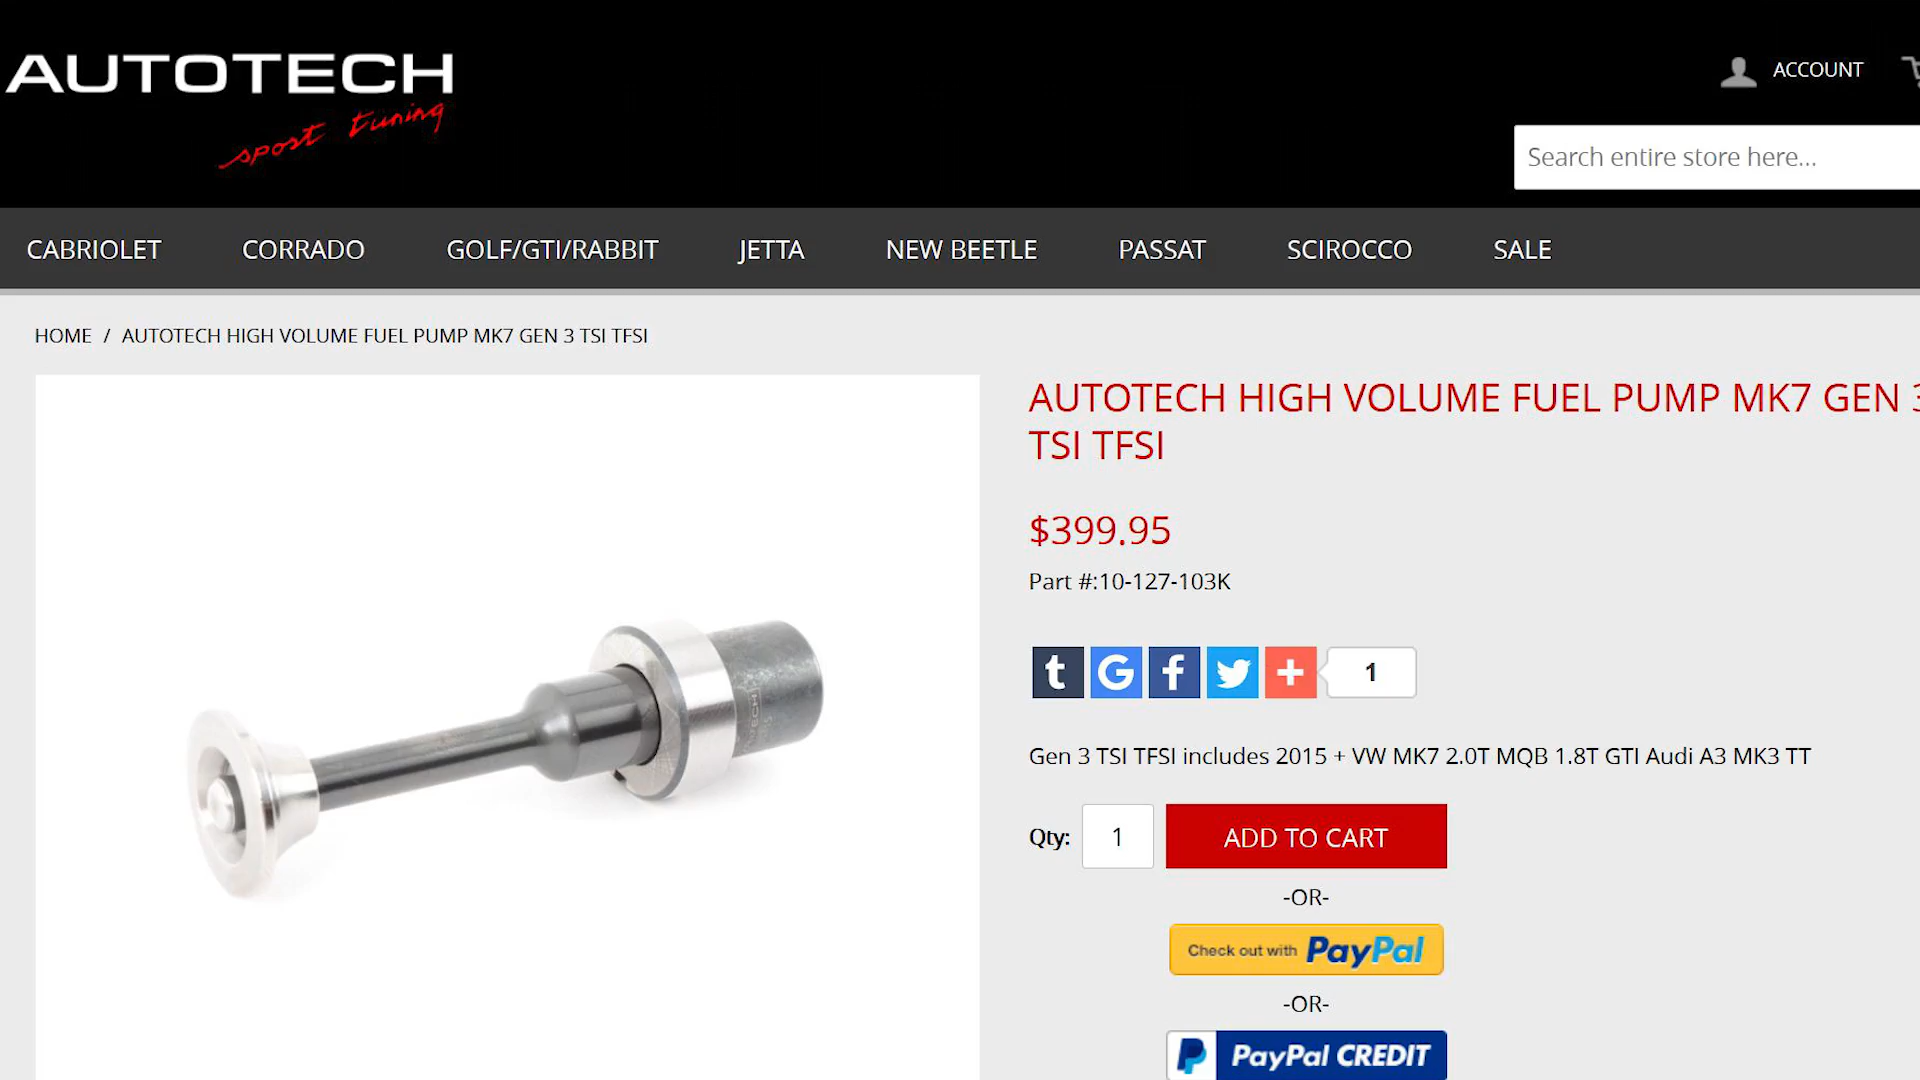 AUTOTECH
sport tuning
ACCOUNT
Search entire store here...
CABRIOLET CORRADO GOLF/GTI/RABBIT JETTA NEW BEETLE PASSAT SCIROCCO SALE
HOME / AUTOTECH HIGH VOLUME FUEL PUMP MK7 GEN 3 TSI TFSI
AUTOTECH HIGH VOLUME FUEL PUMP MK7 GEN 3
TSI TFSI
$399.95
Part #:10-127-103K
1
Gen 3 TSI TFSI includes 2015 + VW MK7 2.0T MQB 1.8T GTI Audi A3 MK3 TT
Qty: 1 ADD TO CART
-OR-
Check out with PayPal
-OR-
PayPal CREDIT